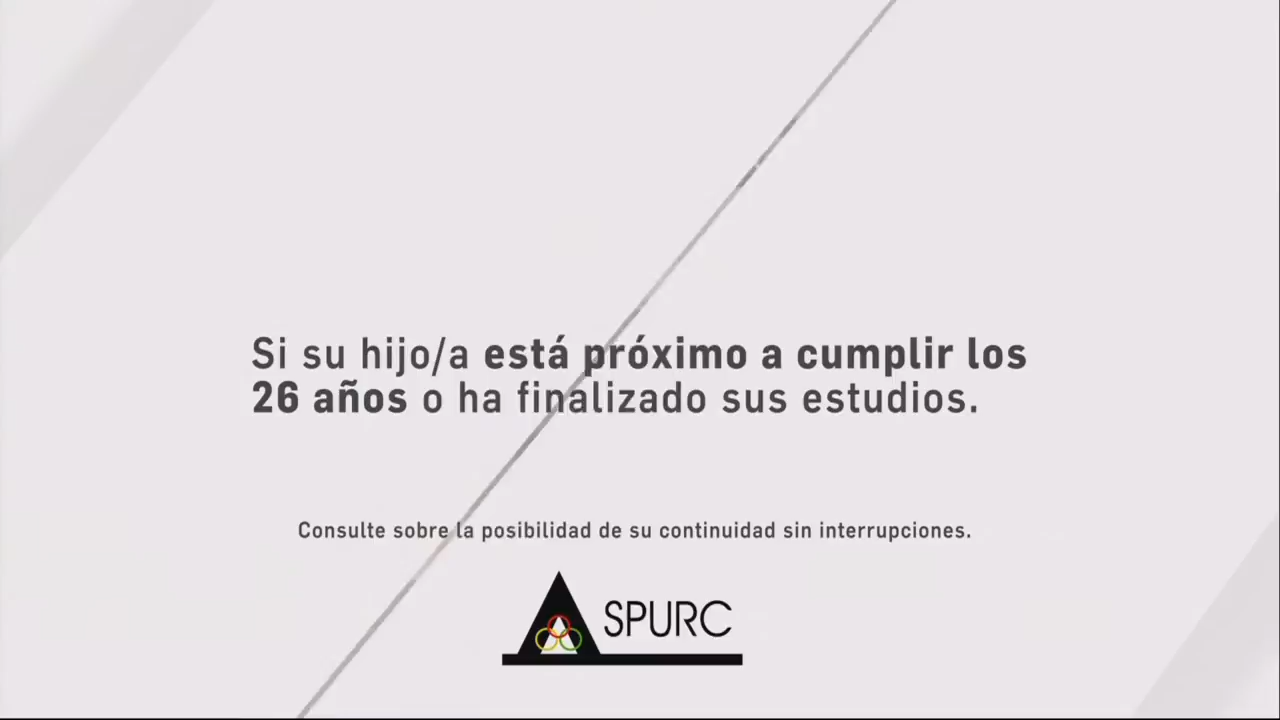 Si su hijo/a está próximo a cumplir los
26 años o ha finalizado sus estudios.
Consulte sobre la posibilidad de su continuidad sin interrupciones.
SPURC